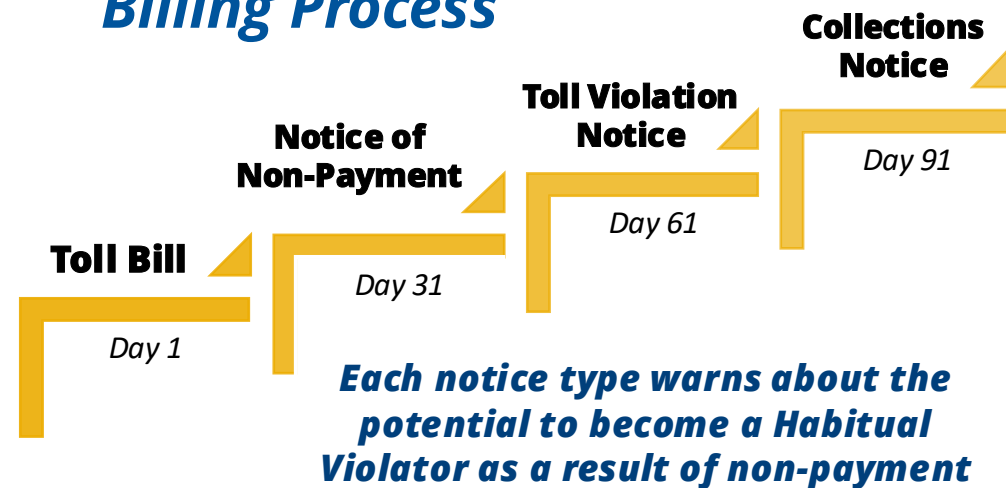 Billing Process
Collections
Notice
Day 91
Toll Violation
Notice
Day 61
Notice of
Non-Payment
Day 31
Toll Bill
Day 1
Each notice type warns about the
potential to become a Habitual
Violator as a result of non-payment